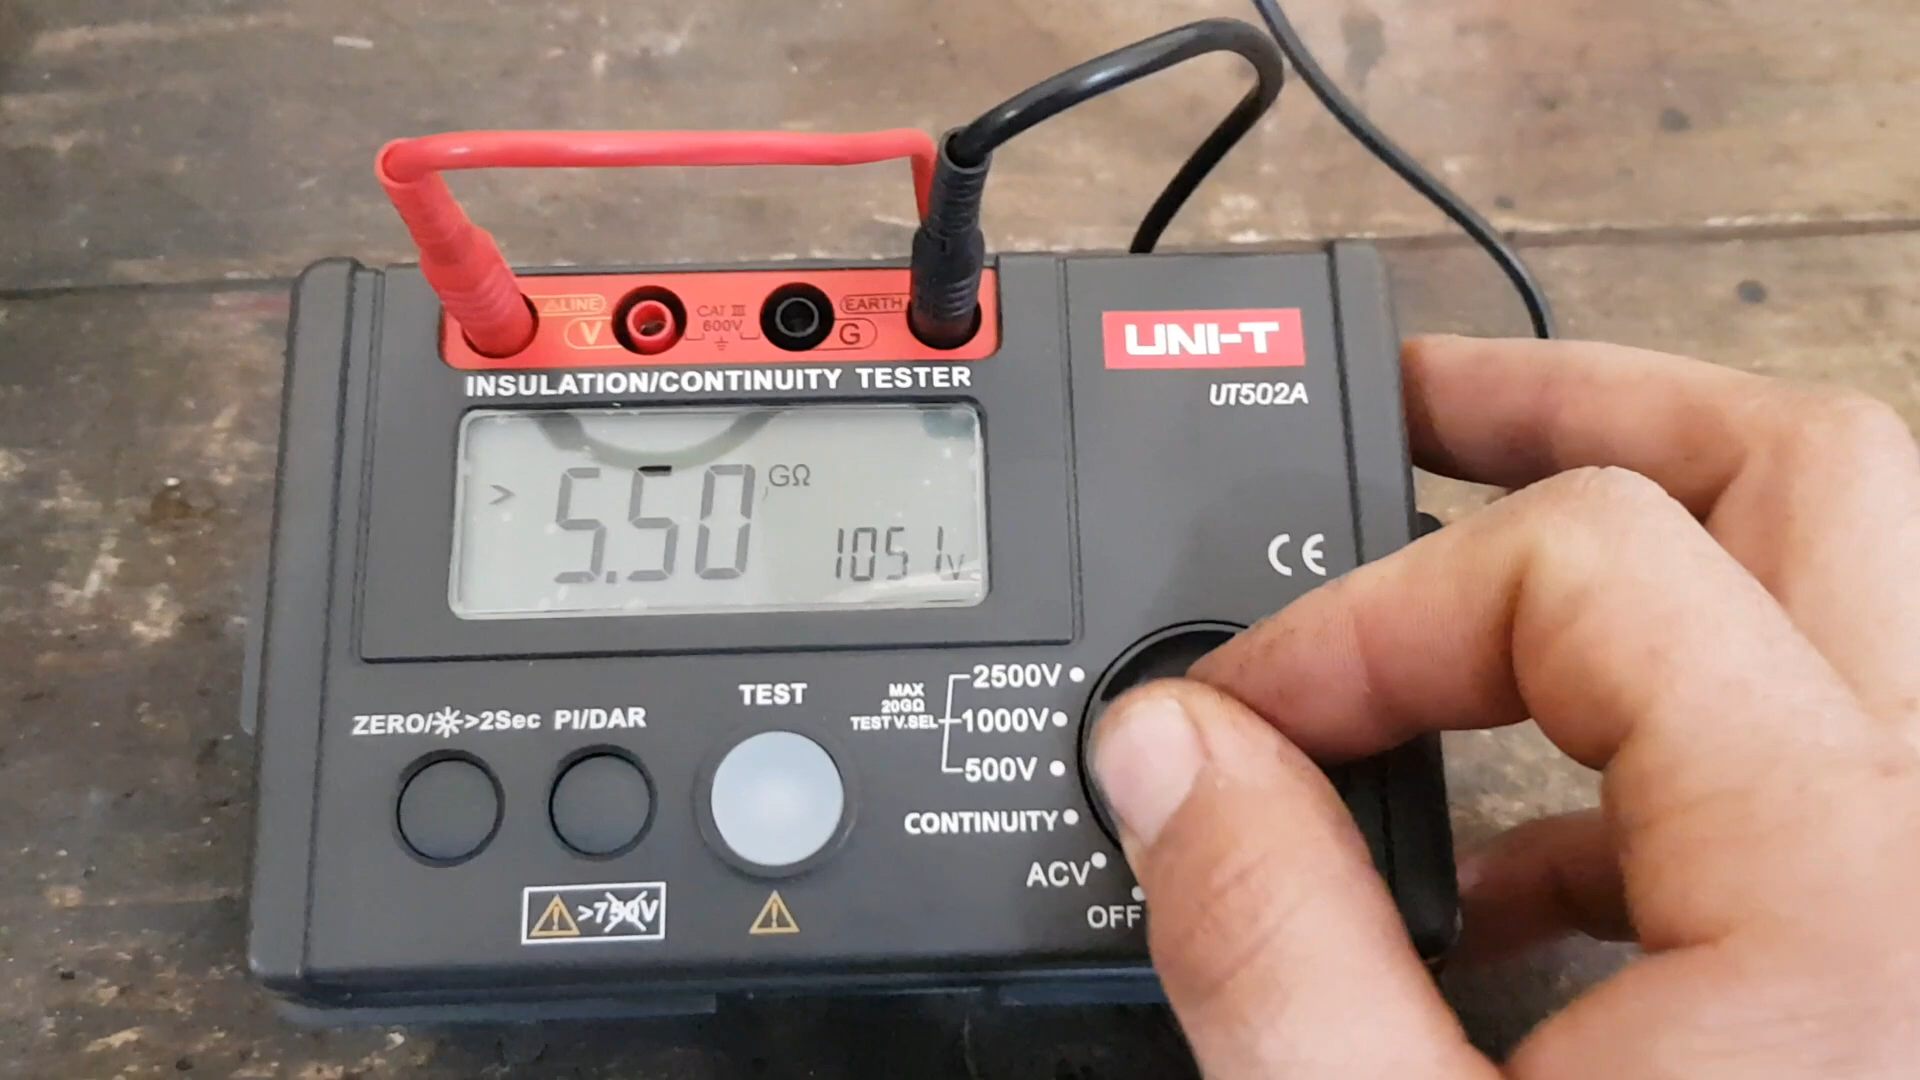 LINE
V
CAT III
600V
EARTH
G
INSULATION/CONTINUITY TESTER
UNI-T
UT502A
> 5.50 GΩ
1051v
CE
ZERO/☀>2Sec
PI/DAR
TEST
MAX
20GΩ
TEST V.SEL
2500V
1000V
500V
CONTINUITY
ACV
OFF
>750V